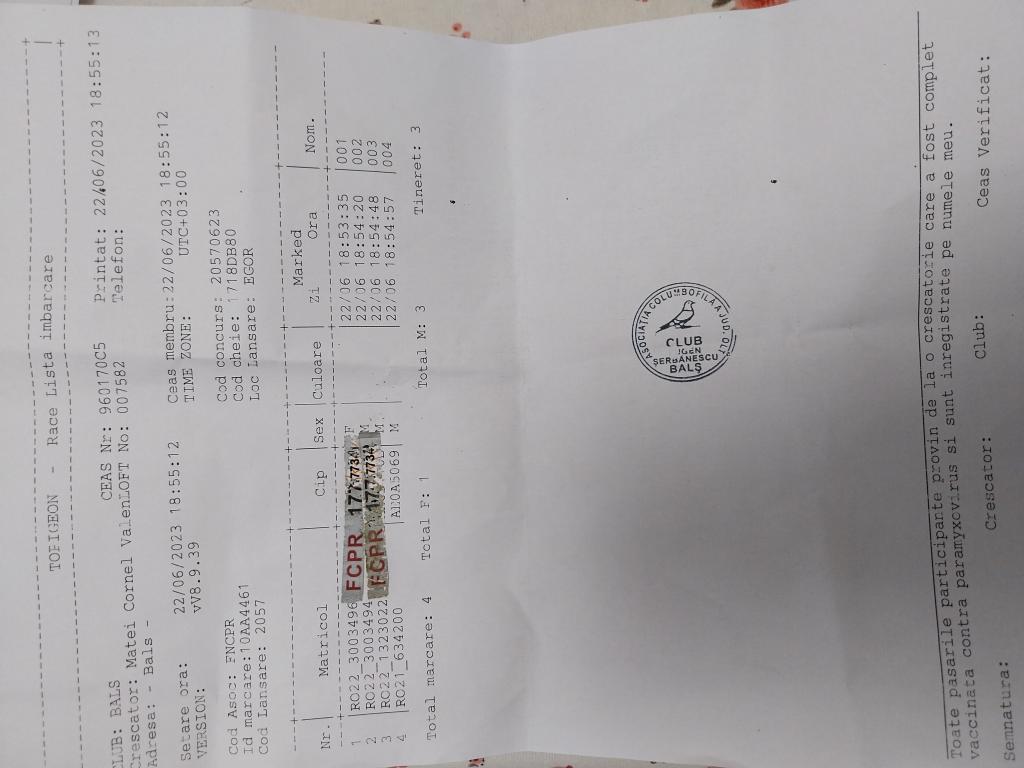 TOPIGEON - Race Lista imbarcare
CLUB: BALS CEAS Nr: 960170C5 Printat: 22/06/2023 18:55:13
Crescator: Matei Cornel ValenLOFT No: 007582 Telefon:
Adresa: - Bals -
Setare ora: 22/06/2023 18:55:12 Ceas membru:22/06/2023 18:55:12
VERSION: vV8.9.39 TIME ZONE: UTC+03:00
Cod Asoc: FNCPR Cod concurs: 20570623
Id marcare:10AA4461 Cod cheie: 1718DB80
Cod Lansare: 2057 Loc Lansare: EGOR
Marked
Nr. Matricol Cip Sex Culoare Zi Ora Nom.
1 RO22_3003496 F 22/06 18:53:35 001
2 RO22_3003494 M 22/06 18:54:20 002
3 RO22_1323022 M 22/06 18:54:48 003
4 RO21_634200 A100A5069 M 22/06 18:54:57 004
FCPR
FCPR
Total marcare: 4 Total F: 1 Total M: 3 Tineret: 3
ASOCIATIA COLUMBOFILA A JUD. OLT
CLUB
SERBĂNESCU
BALŞ
Toate pasarile participante provin de la o crescatorie care a fost complet
vaccinata contra paramyxovirus si sunt inregistrate pe numele meu.
Semnatura: Crescator: Club: Ceas Verificat: